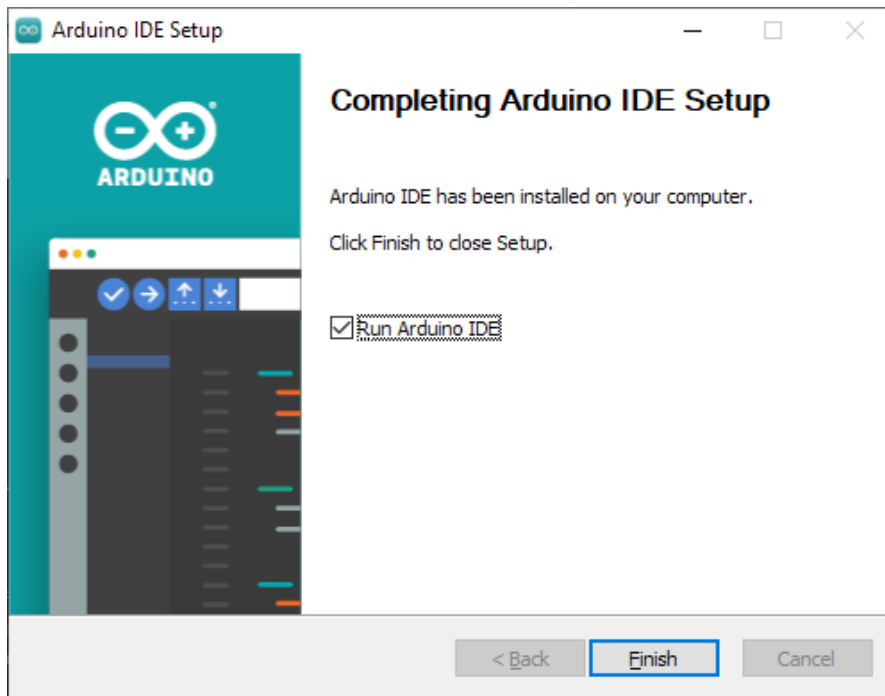 Arduino IDE Setup
ARDUINO
Completing Arduino IDE Setup
Arduino IDE has been installed on your computer.
Click Finish to close Setup.
Run Arduino IDE
< Back
Finish
Cancel